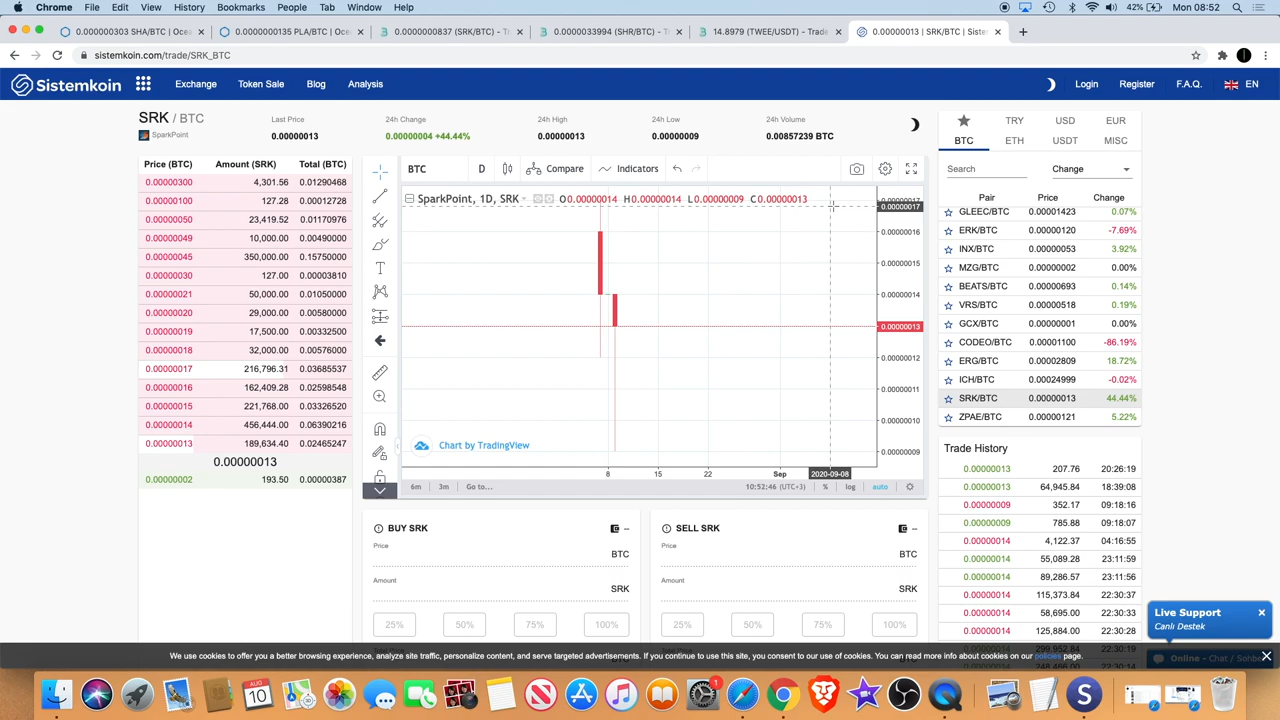 Chrome File Edit View History Bookmarks People Tab Window Help 42% Mon 08:52
0.000000303 SHA/BTC | Ocea
0.0000000135 PLA/BTC | Oce
0.000000837 (SRK/BTC) - Tr
0.0000033994 (SHR/BTC) - Tr
14.8979 (TWEE/USDT) - Trade
0.00000013 | SRK/BTC | Siste
sistemkoin.com/trade/SRK_BTC
Sistemkoin Exchange Token Sale Blog Analysis Login Register F.A.Q. EN
SRK / BTC
SparkPoint
Last Price
0.00000013
24h Change
0.00000004 +44.44%
24h High
0.00000013
24h Low
0.00000009
24h Volume
0.00857239 BTC
Price (BTC) Amount (SRK) Total (BTC)
0.00000300 4,301.56 0.01290468
0.00000100 127.28 0.00012728
0.00000050 23,419.52 0.01170976
0.00000049 10,000.00 0.00490000
0.00000045 350,000.00 0.15750000
0.00000030 127.00 0.00003810
0.00000021 50,000.00 0.01050000
0.00000020 29,000.00 0.00580000
0.00000019 17,500.00 0.00332500
0.00000018 32,000.00 0.00576000
0.00000017 216,796.31 0.03685537
0.00000016 162,409.28 0.02598548
0.00000015 221,768.00 0.03326520
0.00000014 456,444.00 0.06390216
0.00000013 189,634.40 0.02465247
0.00000013
0.00000002 193.50 0.00000387
BTC D Compare Indicators
SparkPoint, 1D, SRK O0.00000014 H0.00000014 L0.00000009 C0.00000013
0.00000017
0.00000016
0.00000015
0.00000014
0.00000013
0.00000012
0.00000011
0.00000010
0.00000009
Chart by TradingView
8 15 22 Sep 2020-09-08
6m 3m Go to... 10:52:46 (UTC+3) % log auto
BUY SRK --
Price
BTC
Amount
SRK
25% 50% 75% 100%
SELL SRK --
Price
BTC
Amount
SRK
25% 50% 75% 100%
TRY USD EUR
BTC ETH USDT MISC
Search Change
Pair Price Change
GLEEC/BTC 0.00001423 0.07%
ERK/BTC 0.00000120 -7.69%
INX/BTC 0.00000053 3.92%
MZG/BTC 0.00000002 0.00%
BEATS/BTC 0.00000693 0.14%
VRS/BTC 0.00000518 0.19%
GCX/BTC 0.00000001 0.00%
CODEO/BTC 0.00001100 -86.19%
ERG/BTC 0.00002809 18.72%
ICH/BTC 0.00024999 -0.02%
SRK/BTC 0.00000013 44.44%
ZPAE/BTC 0.00000121 5.22%
Trade History
0.00000013 207.76 20:26:19
0.00000013 64,945.84 18:39:08
0.00000009 352.17 09:18:16
0.00000009 785.88 09:18:07
0.00000014 4,122.37 04:16:55
0.00000014 55,089.28 23:11:59
0.00000014 89,286.57 23:11:56
0.00000014 115,373.84 22:30:37
0.00000014 58,695.00 22:30:33
0.00000014 125,884.00 22:30:28
Live Support
Canlı Destek
Online - Chat / Sohbe
We use cookies to offer you a better browsing experience, analyze site traffic, personalize content, and serve targeted advertisements. If you continue to use this site, you consent to our use of cookies. You can read more info about cookies on our policies page.
AUG
10
1